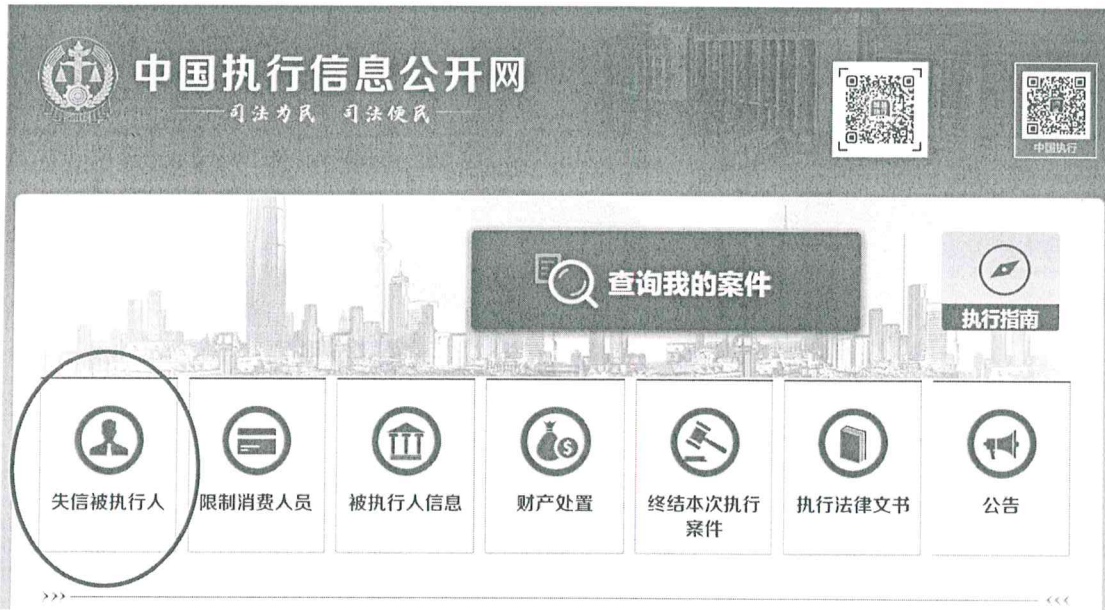 中国执行信息公开网
司法为民 司法便民
中国执行
查询我的案件
执行指南
失信被执行人
限制消费人员
被执行人信息
财产处置
终结本次执行
案件
执行法律文书
公告